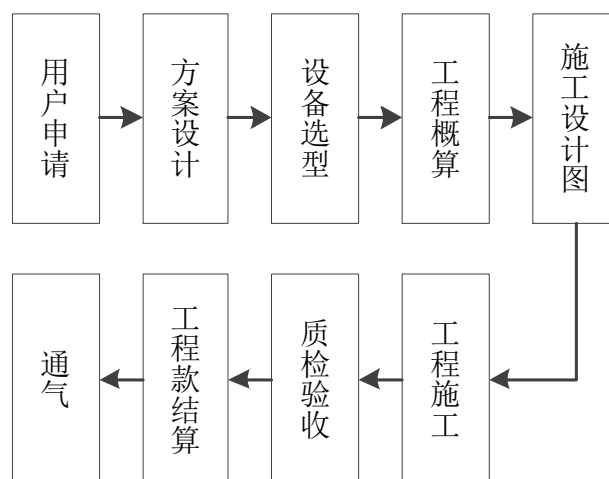 用户申请
方案设计
设备选型
工程概算
施工设计图
工程施工
质检验收
工程款结算
通气